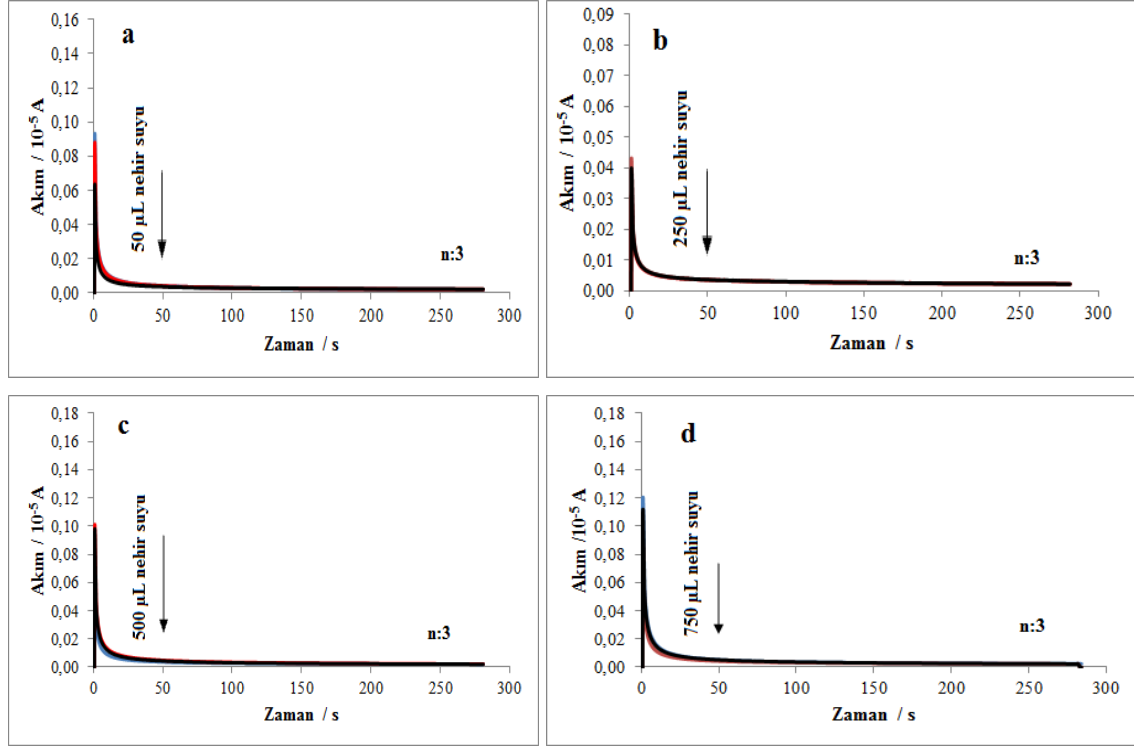 a
0,16
0,14
0,12
0,10
0,08
0,06
0,04
0,02
0,00
Akım / 10-5 A
50 µL nehir suyu
n:3
0 50 100 150 200 250 300
Zaman / s
b
0,09
0,08
0,07
0,06
0,05
0,04
0,03
0,02
0,01
0,00
Akım / 10-5 A
250 µL nehir suyu
n:3
0 50 100 150 200 250 300
Zaman / s
c
0,18
0,16
0,14
0,12
0,10
0,08
0,06
0,04
0,02
0,00
Akım / 10-5 A
500 µL nehir suyu
n:3
0 50 100 150 200 250 300
Zaman / s
d
0,18
0,16
0,14
0,12
0,10
0,08
0,06
0,04
0,02
0,00
Akım /10-5 A
750 µL nehir suyu
n:3
0 50 100 150 200 250 300
Zaman / s